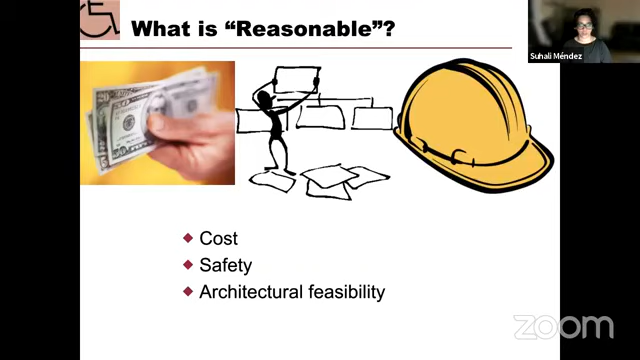 What is “Reasonable”?
Suhali Méndez
Cost
Safety
Architectural feasibility
zoom